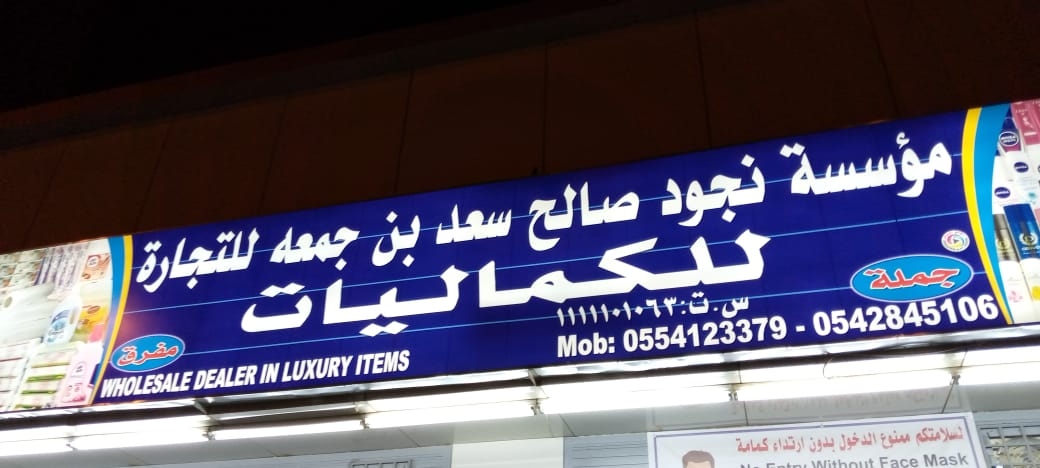 مؤسسة نجود صالح سعد بن جمعه للتجارة
للكماليات
جملة
مفرق
س.ت: ١١١١١٠١٠٦٣
Mob: 0554123379 - 0542845106
WHOLESALE DEALER IN LUXURY ITEMS
لسلامتكم ممنوع الدخول بدون ارتداء كمامة
No Entry Without Face Mask